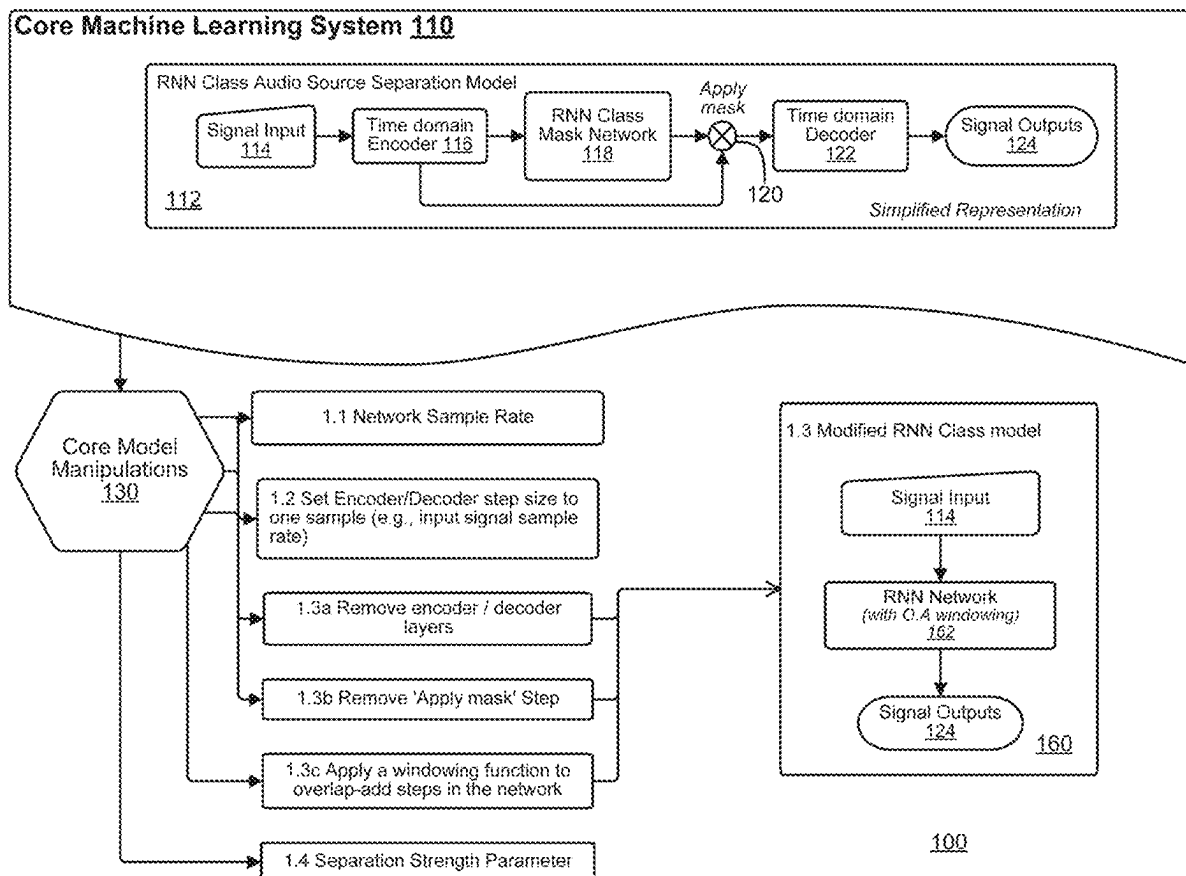 Core Machine Learning System 110
RNN Class Audio Source Separation Model
Signal Input
114
Time domain
Encoder 116
RNN Class
Mask Network
118
Apply
mask
120
Time domain
Decoder
122
Signal Outputs
124
112
Simplified Representation
Core Model
Manipulations
130
1.1 Network Sample Rate
1.2 Set Encoder/Decoder step size to
one sample (e.g., input signal sample
rate)
1.3a Remove encoder / decoder
layers
1.3b Remove 'Apply mask' Step
1.3c Apply a windowing function to
overlap-add steps in the network
1.4 Separation Strength Parameter
1.3 Modified RNN Class model
Signal Input
114
RNN Network
(with O.A windowing)
162
Signal Outputs
124
160
100